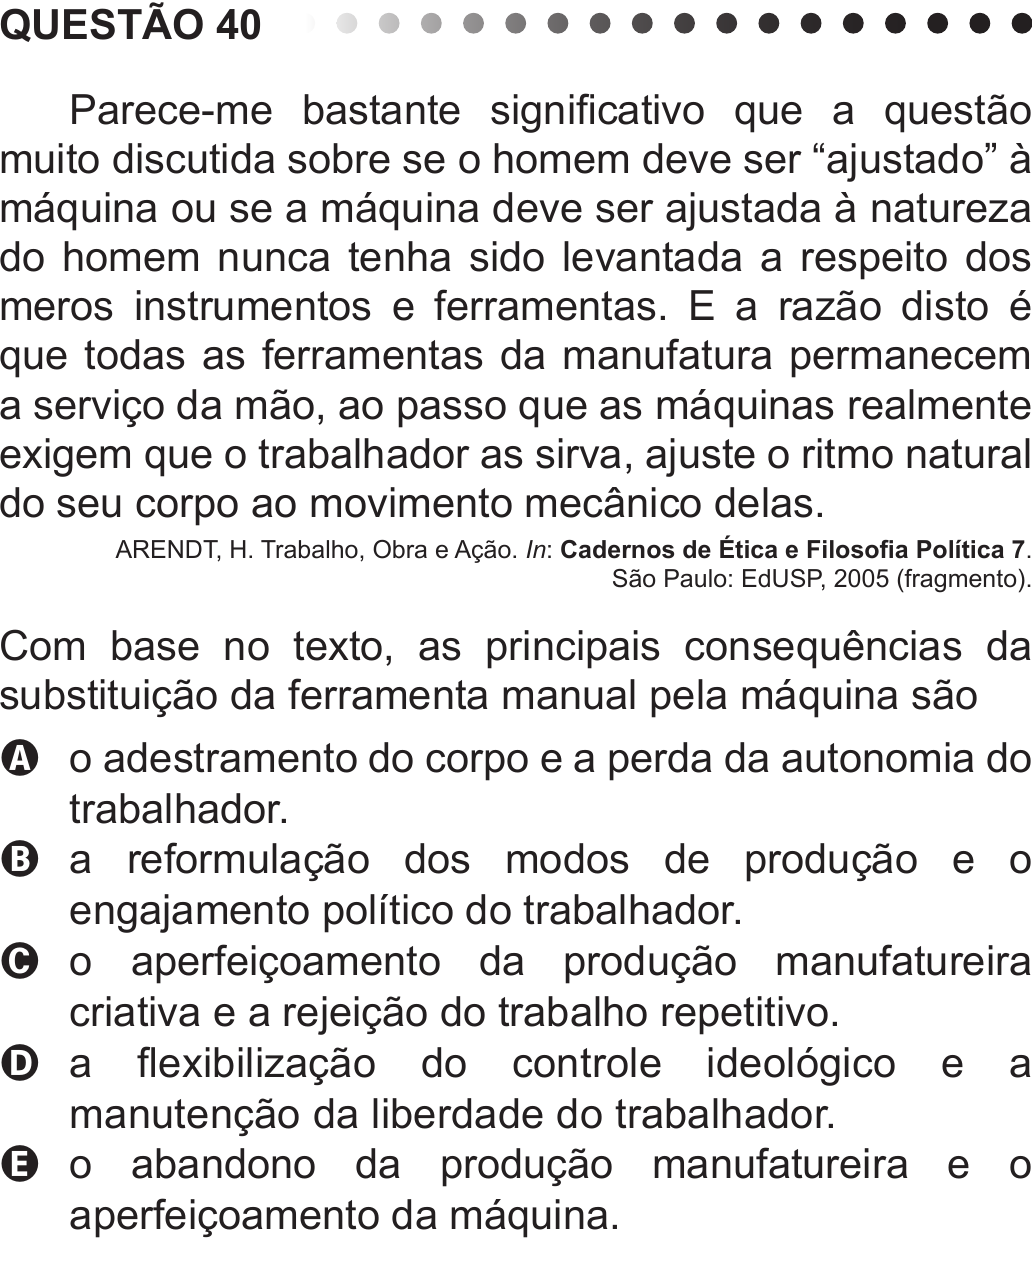 QUESTÃO 40
Parece-me bastante significativo que a questão
muito discutida sobre se o homem deve ser “ajustado” à
máquina ou se a máquina deve ser ajustada à natureza
do homem nunca tenha sido levantada a respeito dos
meros instrumentos e ferramentas. E a razão disto é
que todas as ferramentas da manufatura permanecem
a serviço da mão, ao passo que as máquinas realmente
exigem que o trabalhador as sirva, ajuste o ritmo natural
do seu corpo ao movimento mecânico delas.
ARENDT, H. Trabalho, Obra e Ação. In: Cadernos de Ética e Filosofia Política 7.
São Paulo: EdUSP, 2005 (fragmento).
Com base no texto, as principais consequências da
substituição da ferramenta manual pela máquina são
A o adestramento do corpo e a perda da autonomia do
trabalhador.
B a reformulação dos modos de produção e o
engajamento político do trabalhador.
C o aperfeiçoamento da produção manufatureira
criativa e a rejeição do trabalho repetitivo.
D a flexibilização do controle ideológico e a
manutenção da liberdade do trabalhador.
E o abandono da produção manufatureira e o
aperfeiçoamento da máquina.